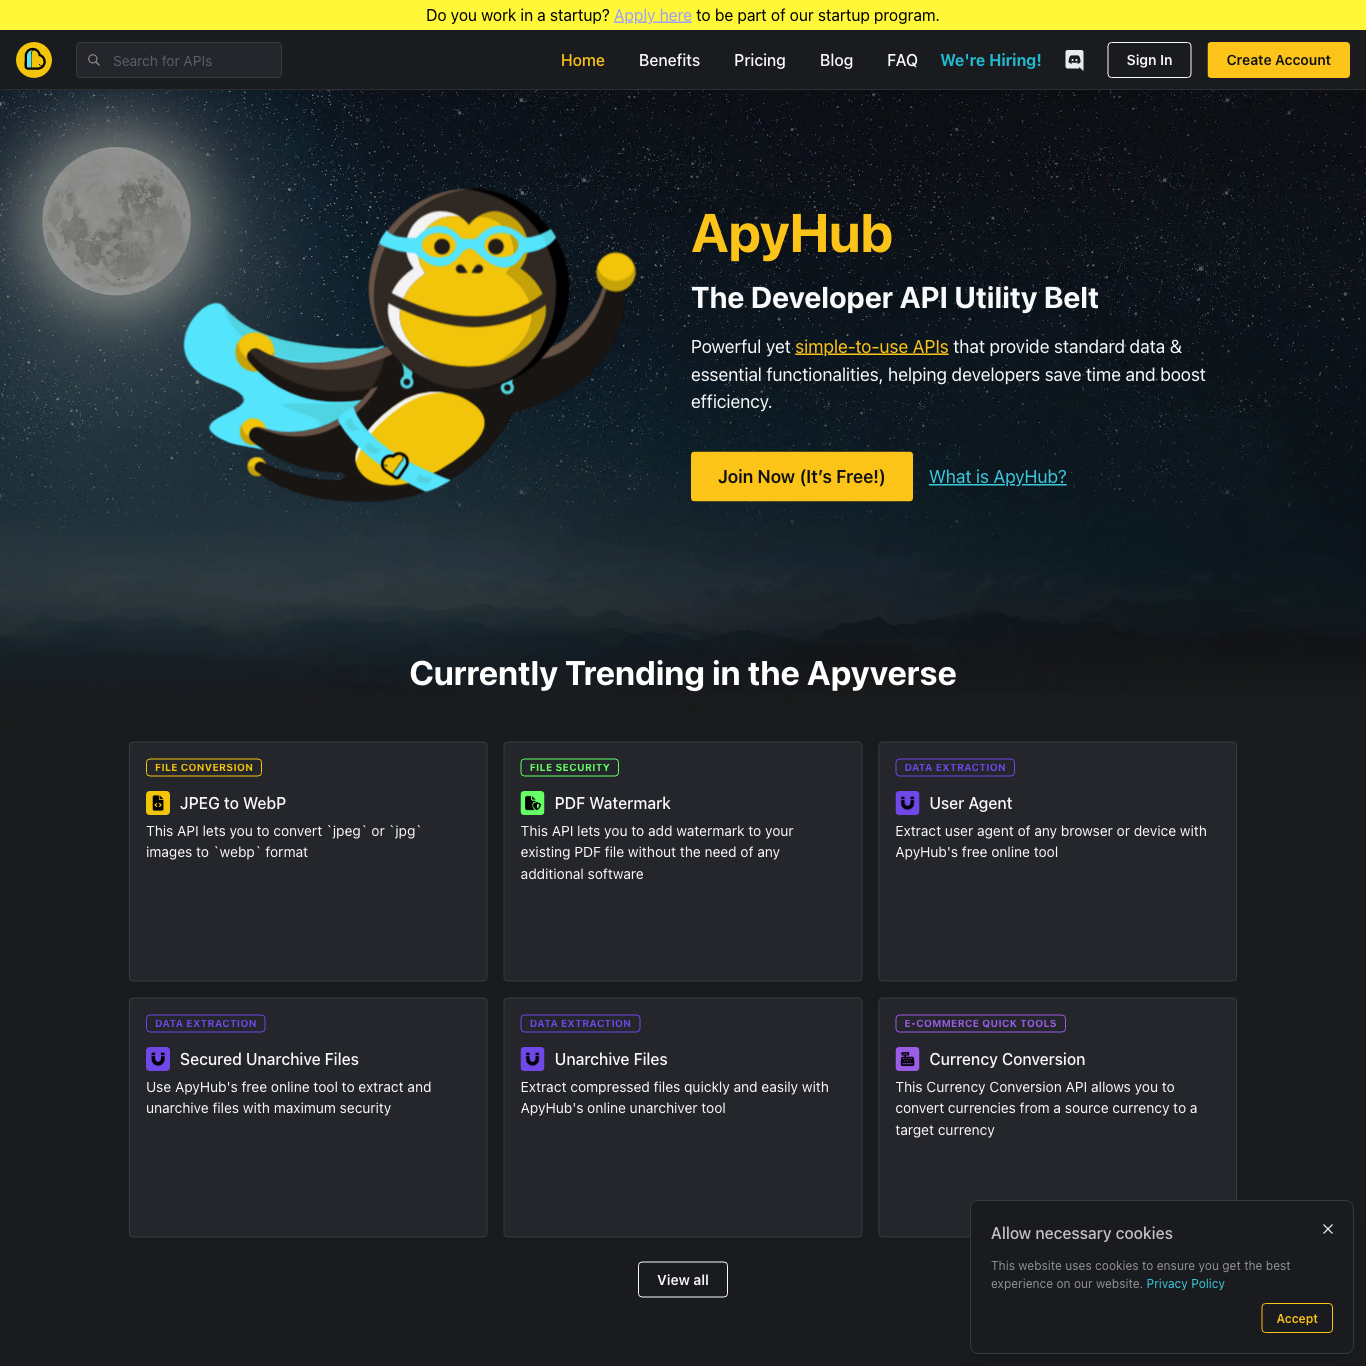 Do you work in a startup? Apply here to be part of our startup program.
Search for APIs
Home
Benefits
Pricing
Blog
FAQ
We're Hiring!
Sign In
Create Account
ApyHub
The Developer API Utility Belt
Powerful yet simple-to-use APIs that provide standard data &
essential functionalities, helping developers save time and boost
efficiency.
Join Now (It’s Free!)
What is ApyHub?
Currently Trending in the Apyverse
FILE CONVERSION
JPEG to WebP
This API lets you to convert `jpeg` or `jpg`
images to `webp` format
FILE SECURITY
PDF Watermark
This API lets you to add watermark to your
existing PDF file without the need of any
additional software
DATA EXTRACTION
User Agent
Extract user agent of any browser or device with
ApyHub's free online tool
DATA EXTRACTION
Secured Unarchive Files
Use ApyHub's free online tool to extract and
unarchive files with maximum security
DATA EXTRACTION
Unarchive Files
Extract compressed files quickly and easily with
ApyHub's online unarchiver tool
E-COMMERCE QUICK TOOLS
Currency Conversion
This Currency Conversion API allows you to
convert currencies from a source currency to a
target currency
View all
Allow necessary cookies
This website uses cookies to ensure you get the best
experience on our website. Privacy Policy
Accept